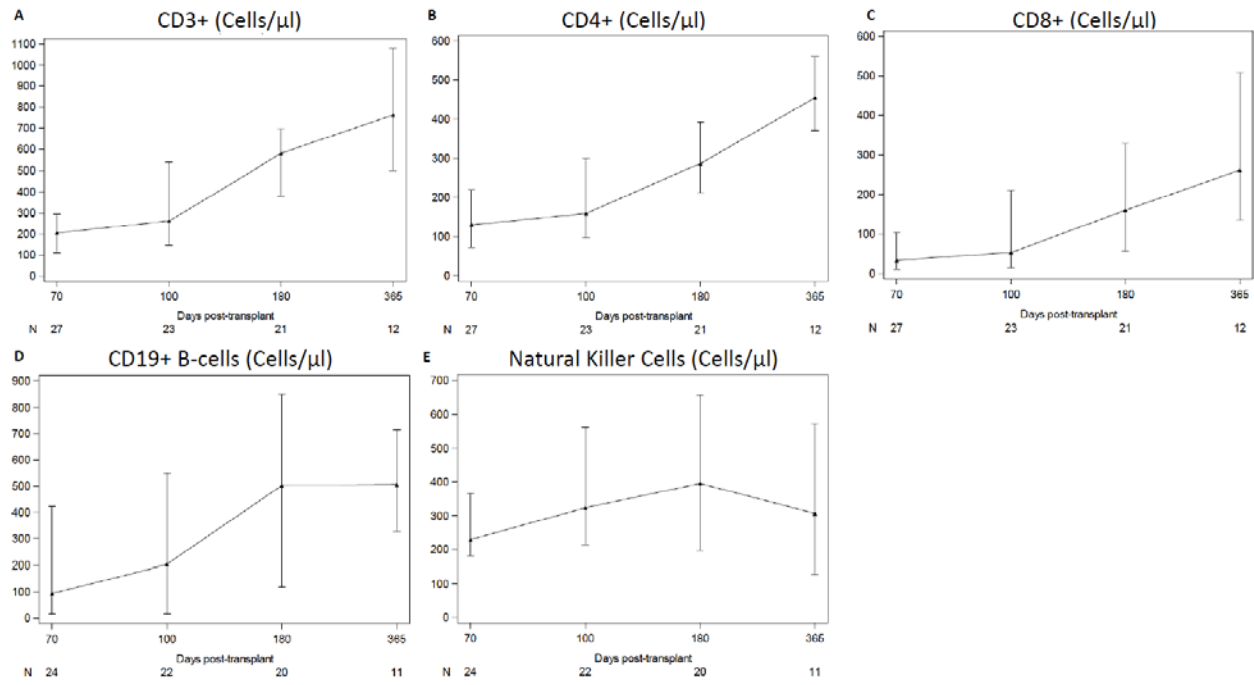 A CD3+ (Cells/µl)
1100
1000
900
800
700
600
500
400
300
200
100
0
70 100 180 365
Days post-transplant
N 27 23 21 12
B CD4+ (Cells/µl)
600
500
400
300
200
100
0
70 100 180 365
Days post-transplant
N 27 23 21 12
C CD8+ (Cells/µl)
600
500
400
300
200
100
0
70 100 180 365
Days post-transplant
N 27 23 21 12
D CD19+ B-cells (Cells/µl)
900
800
700
600
500
400
300
200
100
0
70 100 180 365
Days post-transplant
N 24 22 20 11
E Natural Killer Cells (Cells/µl)
700
600
500
400
300
200
100
0
70 100 180 365
Days post-transplant
N 24 22 20 11